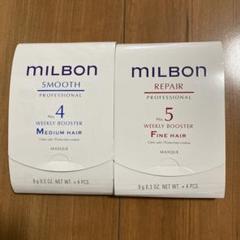 MILBON
SMOOTH
PROFESSIONAL
No.
4
WEEKLY BOOSTER
MEDIUM HAIR
MASQUE
9g 0.3 OZ. NET WT. × 4 PCS.
MILBON
REPAIR
PROFESSIONAL
No.
5
WEEKLY BOOSTER
FINE HAIR
MASQUE
9g 0.3 OZ. NET WT. × 4 PCS.